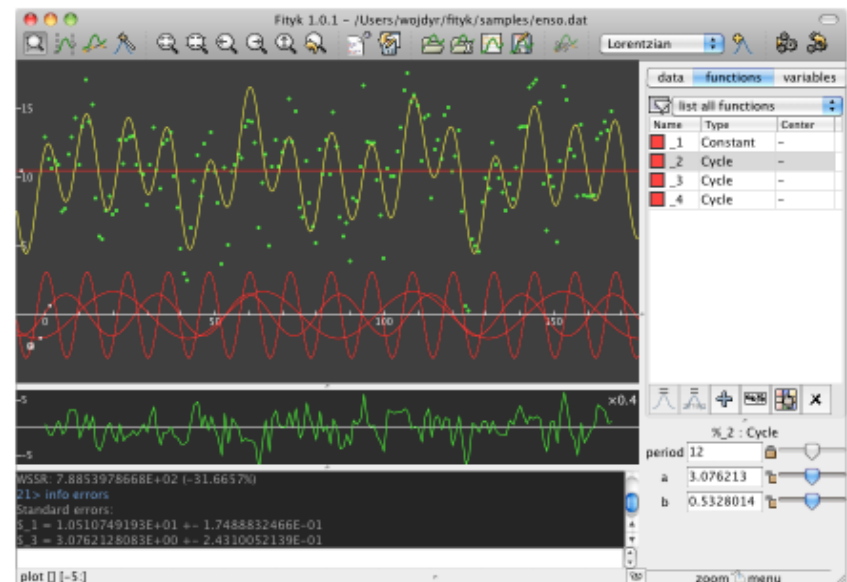 Fityk 1.0.1 – /Users/wojdyr/fityk/samples/enso.dat
Lorentzian
data functions variables
list all functions
Name Type Center
_1 Constant –
_2 Cycle –
_3 Cycle –
_4 Cycle –
-15
-10
-5
0 50 100 150
-5
×0.4
--5
%_2 : Cycle
period 12
a 3.076213
b 0.5328014
WSSR: 7.8853978668E+02 (-31.6657%)
21> info errors
Standard errors:
$_1 = 1.0510749193E+01 +- 1.7488832466E-01
$_3 = 3.0762128083E+00 +- 2.4310052139E-01
plot [] [-5:]
zoom menu